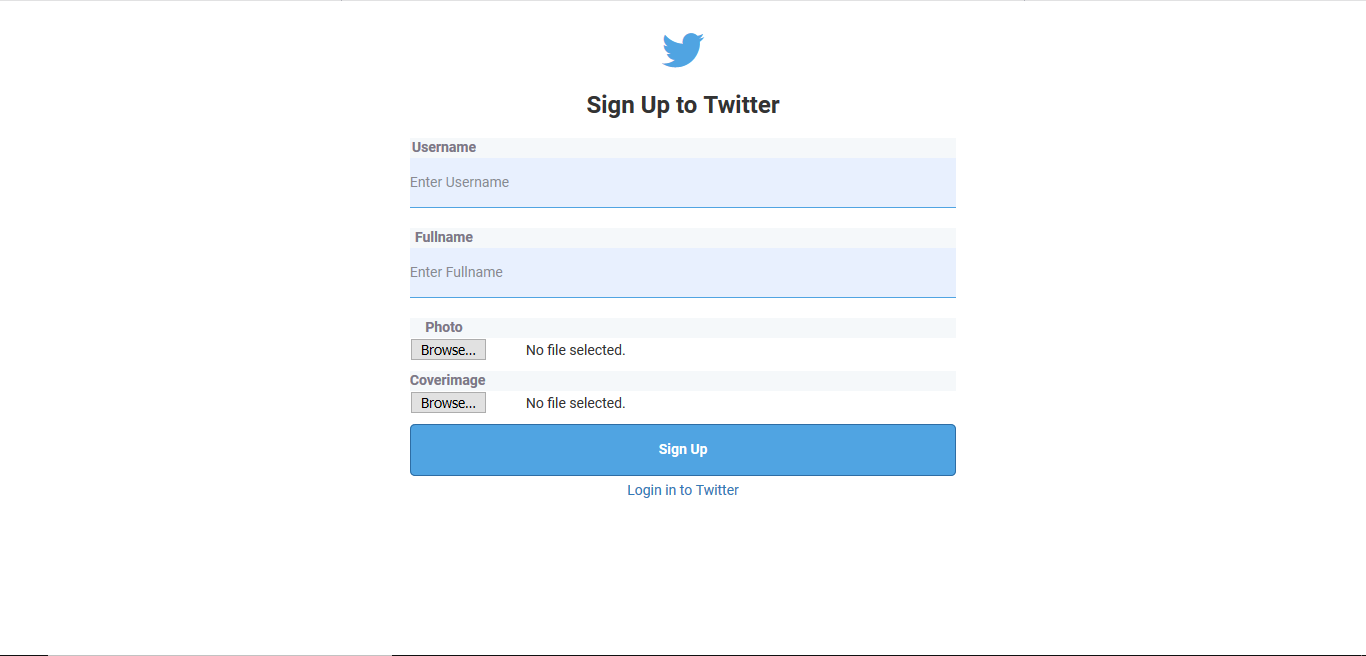 Sign Up to Twitter
Username
Enter Username
Fullname
Enter Fullname
Photo
Browse... No file selected.
Coverimage
Browse... No file selected.
Sign Up
Login in to Twitter